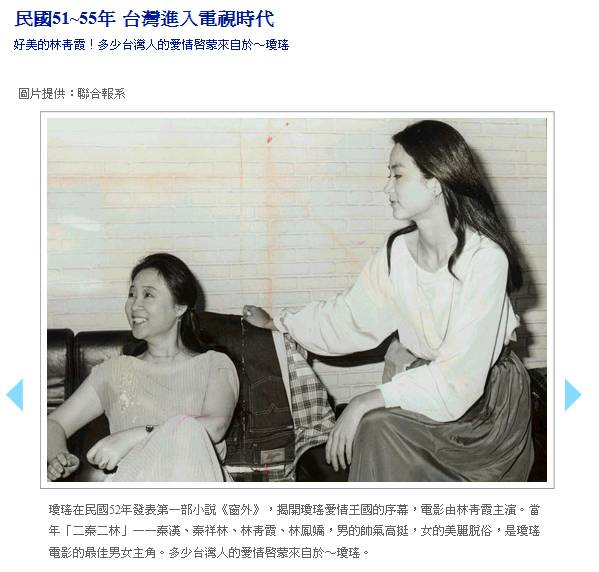 民國51~55年 台灣進入電視時代
好美的林青霞！多少台灣人的愛情啓蒙來自於～瓊瑤
圖片提供：聯合報系
瓊瑤在民國52年發表第一部小說《窗外》，揭開瓊瑤愛情王國的序幕，電影由林青霞主演。當
年「二秦二林」——秦漢、秦祥林、林青霞、林鳳嬌，男的帥氣高挺，女的美麗脫俗，是瓊瑤
電影的最佳男女主角。多少台灣人的愛情啓蒙來自於～瓊瑤。